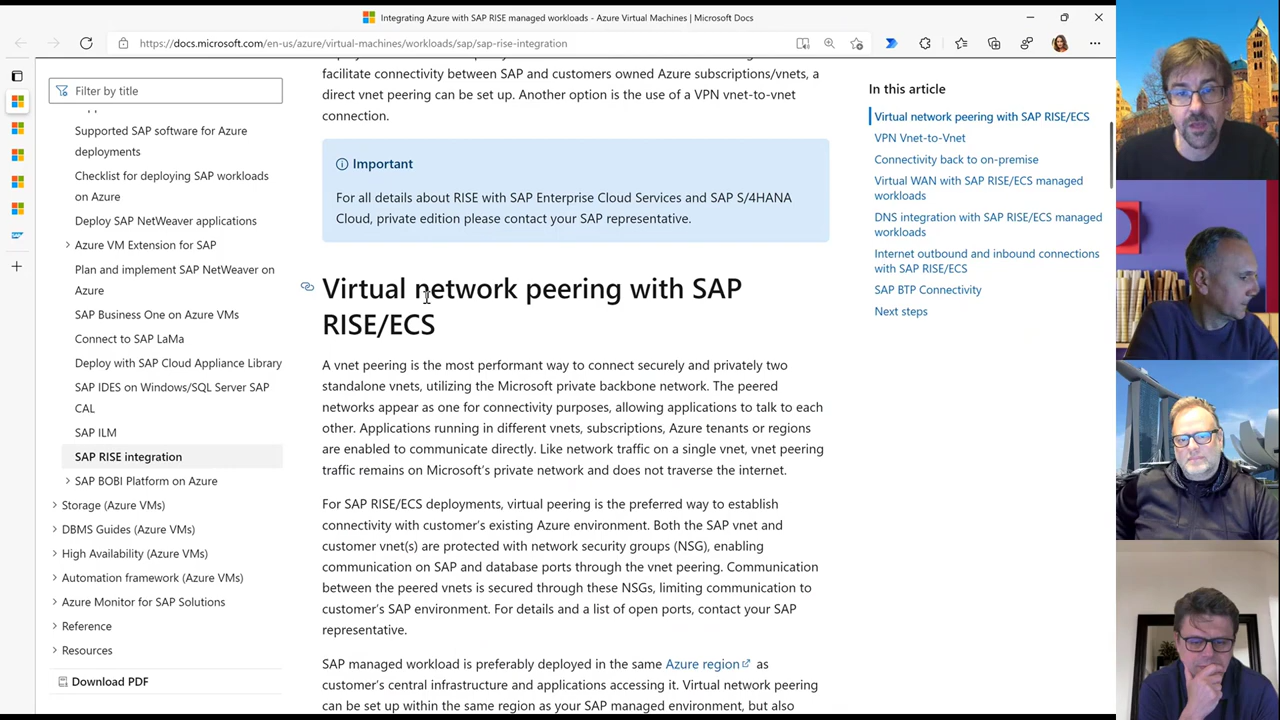 Integrating Azure with SAP RISE managed workloads - Azure Virtual Machines | Microsoft Docs
https://docs.microsoft.com/en-us/azure/virtual-machines/workloads/sap/sap-rise-integration
Filter by title
Supported SAP software for Azure
deployments
Checklist for deploying SAP workloads
on Azure
Deploy SAP NetWeaver applications
Azure VM Extension for SAP
Plan and implement SAP NetWeaver on
Azure
SAP Business One on Azure VMs
Connect to SAP LaMa
Deploy with SAP Cloud Appliance Library
SAP IDES on Windows/SQL Server SAP
CAL
SAP ILM
SAP RISE integration
SAP BOBI Platform on Azure
Storage (Azure VMs)
DBMS Guides (Azure VMs)
High Availability (Azure VMs)
Automation framework (Azure VMs)
Azure Monitor for SAP Solutions
Reference
Resources
Download PDF
facilitate connectivity between SAP and customers owned Azure subscriptions/vnets, a
direct vnet peering can be set up. Another option is the use of a VPN vnet-to-vnet
connection.
Important
For all details about RISE with SAP Enterprise Cloud Services and SAP S/4HANA
Cloud, private edition please contact your SAP representative.
Virtual network peering with SAP
RISE/ECS
A vnet peering is the most performant way to connect securely and privately two
standalone vnets, utilizing the Microsoft private backbone network. The peered
networks appear as one for connectivity purposes, allowing applications to talk to each
other. Applications running in different vnets, subscriptions, Azure tenants or regions
are enabled to communicate directly. Like network traffic on a single vnet, vnet peering
traffic remains on Microsoft's private network and does not traverse the internet.
For SAP RISE/ECS deployments, virtual peering is the preferred way to establish
connectivity with customer's existing Azure environment. Both the SAP vnet and
customer vnet(s) are protected with network security groups (NSG), enabling
communication on SAP and database ports through the vnet peering. Communication
between the peered vnets is secured through these NSGs, limiting communication to
customer's SAP environment. For details and a list of open ports, contact your SAP
representative.
SAP managed workload is preferably deployed in the same Azure region as
customer's central infrastructure and applications accessing it. Virtual network peering
can be set up within the same region as your SAP managed environment, but also
In this article
Virtual network peering with SAP RISE/ECS
VPN Vnet-to-Vnet
Connectivity back to on-premise
Virtual WAN with SAP RISE/ECS managed
workloads
DNS integration with SAP RISE/ECS managed
workloads
Internet outbound and inbound connections
with SAP RISE/ECS
SAP BTP Connectivity
Next steps